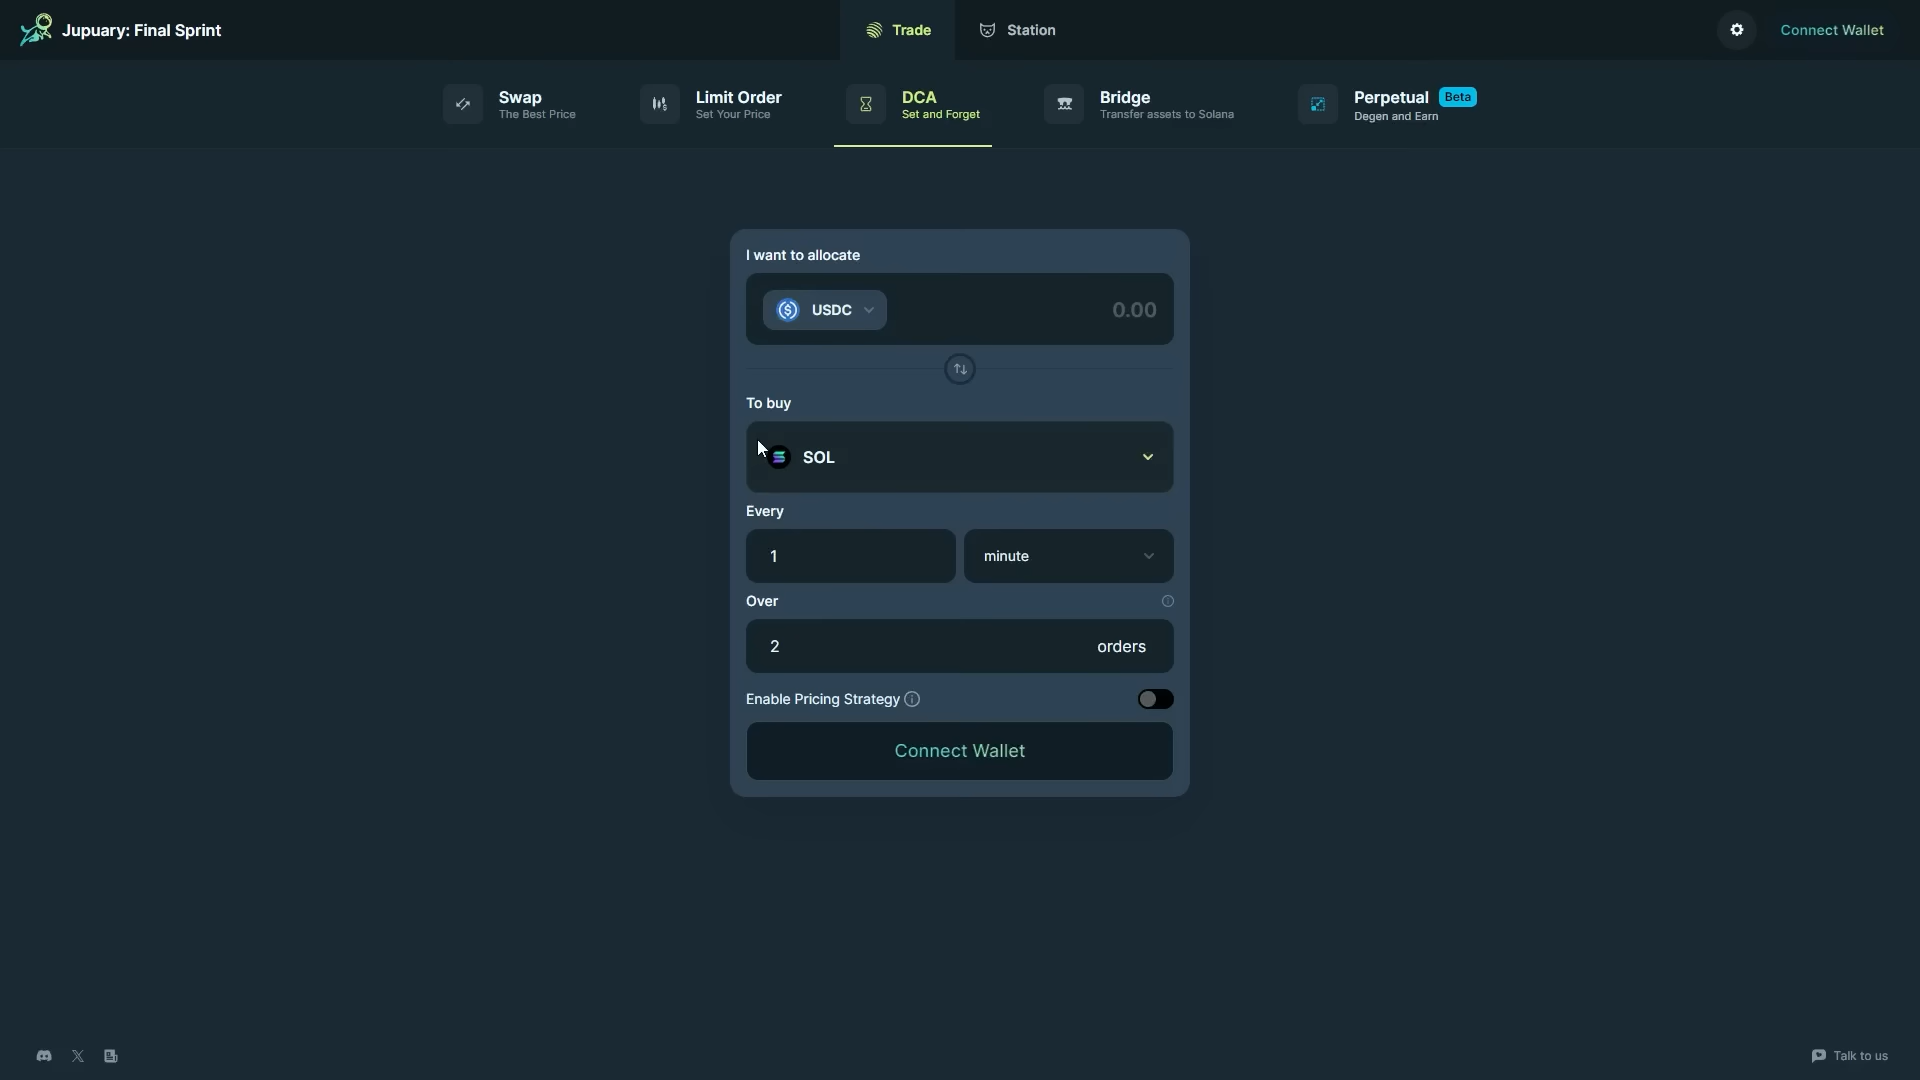 Jupuary: Final Sprint
Trade
Station
Connect Wallet
Swap
The Best Price
Limit Order
Set Your Price
DCA
Set and Forget
Bridge
Transfer assets to Solana
Perpetual Beta
Degen and Earn
I want to allocate
USDC 0.00
To buy
SOL
Every
1 minute
Over
2 orders
Enable Pricing Strategy
Connect Wallet
Talk to us